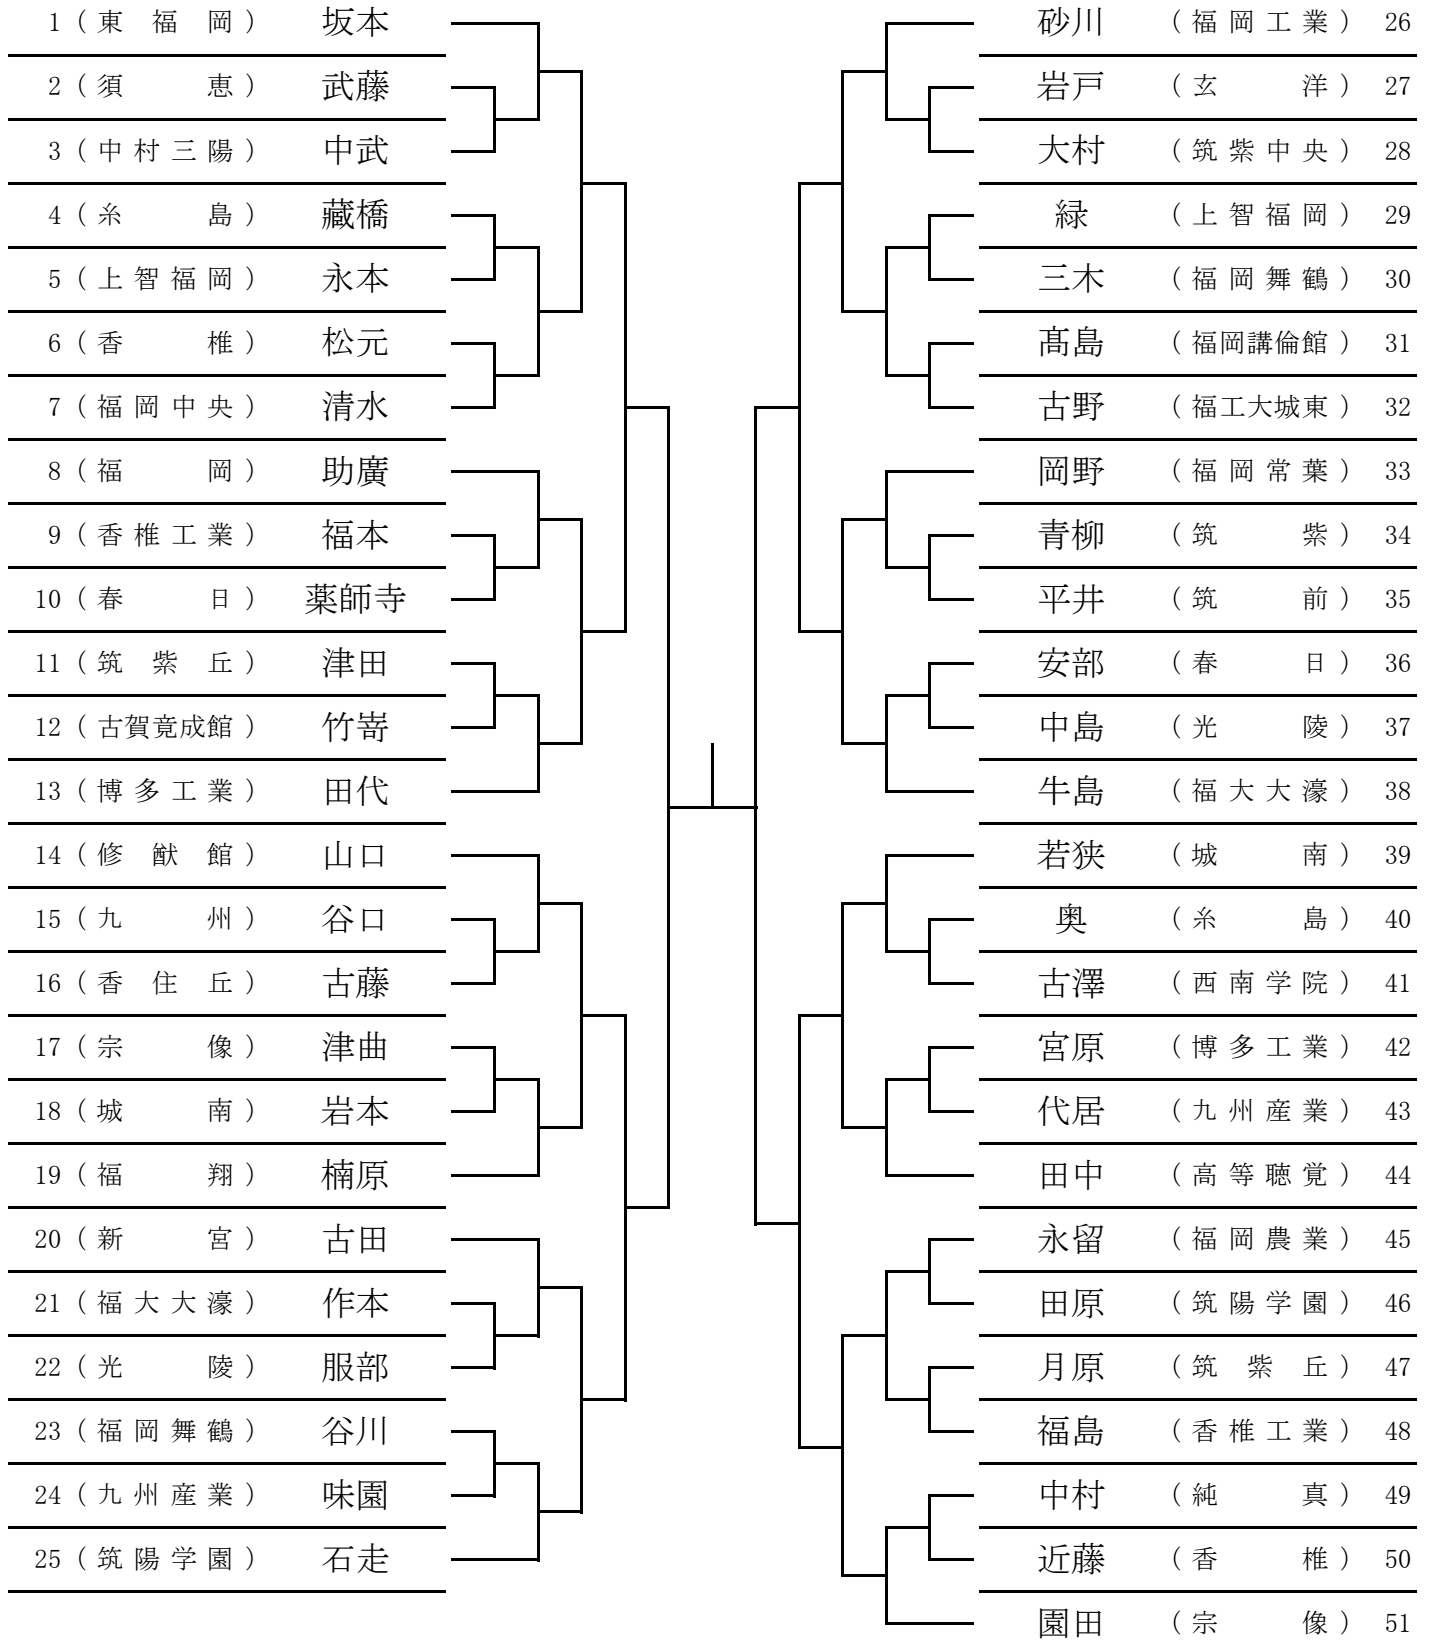 1 （ 東 福 岡 ） 坂本
2 （ 須 恵 ） 武藤
3 （ 中 村 三 陽 ） 中武
4 （ 糸 島 ） 藏橋
5 （ 上 智 福 岡 ） 永本
6 （ 香 椎 ） 松元
7 （ 福 岡 中 央 ） 清水
8 （ 福 岡 ） 助廣
9 （ 香 椎 工 業 ） 福本
10 （ 春 日 ） 薬師寺
11 （ 筑 紫 丘 ） 津田
12 （ 古賀竟成館 ） 竹嵜
13 （ 博 多 工 業 ） 田代
14 （ 修 猷 館 ） 山口
15 （ 九 州 ） 谷口
16 （ 香 住 丘 ） 古藤
17 （ 宗 像 ） 津曲
18 （ 城 南 ） 岩本
19 （ 福 翔 ） 楠原
20 （ 新 宮 ） 古田
21 （ 福 大 大 濠 ） 作本
22 （ 光 陵 ） 服部
23 （ 福 岡 舞 鶴 ） 谷川
24 （ 九 州 産 業 ） 味園
25 （ 筑 陽 学 園 ） 石走
砂川 （ 福 岡 工 業 ） 26
岩戸 （ 玄 洋 ） 27
大村 （ 筑 紫 中 央 ） 28
緑 （ 上 智 福 岡 ） 29
三木 （ 福 岡 舞 鶴 ） 30
髙島 （ 福岡講倫館 ） 31
古野 （ 福工大城東 ） 32
岡野 （ 福 岡 常 葉 ） 33
青柳 （ 筑 紫 ） 34
平井 （ 筑 前 ） 35
安部 （ 春 日 ） 36
中島 （ 光 陵 ） 37
牛島 （ 福 大 大 濠 ） 38
若狭 （ 城 南 ） 39
奥 （ 糸 島 ） 40
古澤 （ 西 南 学 院 ） 41
宮原 （ 博 多 工 業 ） 42
代居 （ 九 州 産 業 ） 43
田中 （ 高 等 聴 覚 ） 44
永留 （ 福 岡 農 業 ） 45
田原 （ 筑 陽 学 園 ） 46
月原 （ 筑 紫 丘 ） 47
福島 （ 香 椎 工 業 ） 48
中村 （ 純 真 ） 49
近藤 （ 香 椎 ） 50
園田 （ 宗 像 ） 51